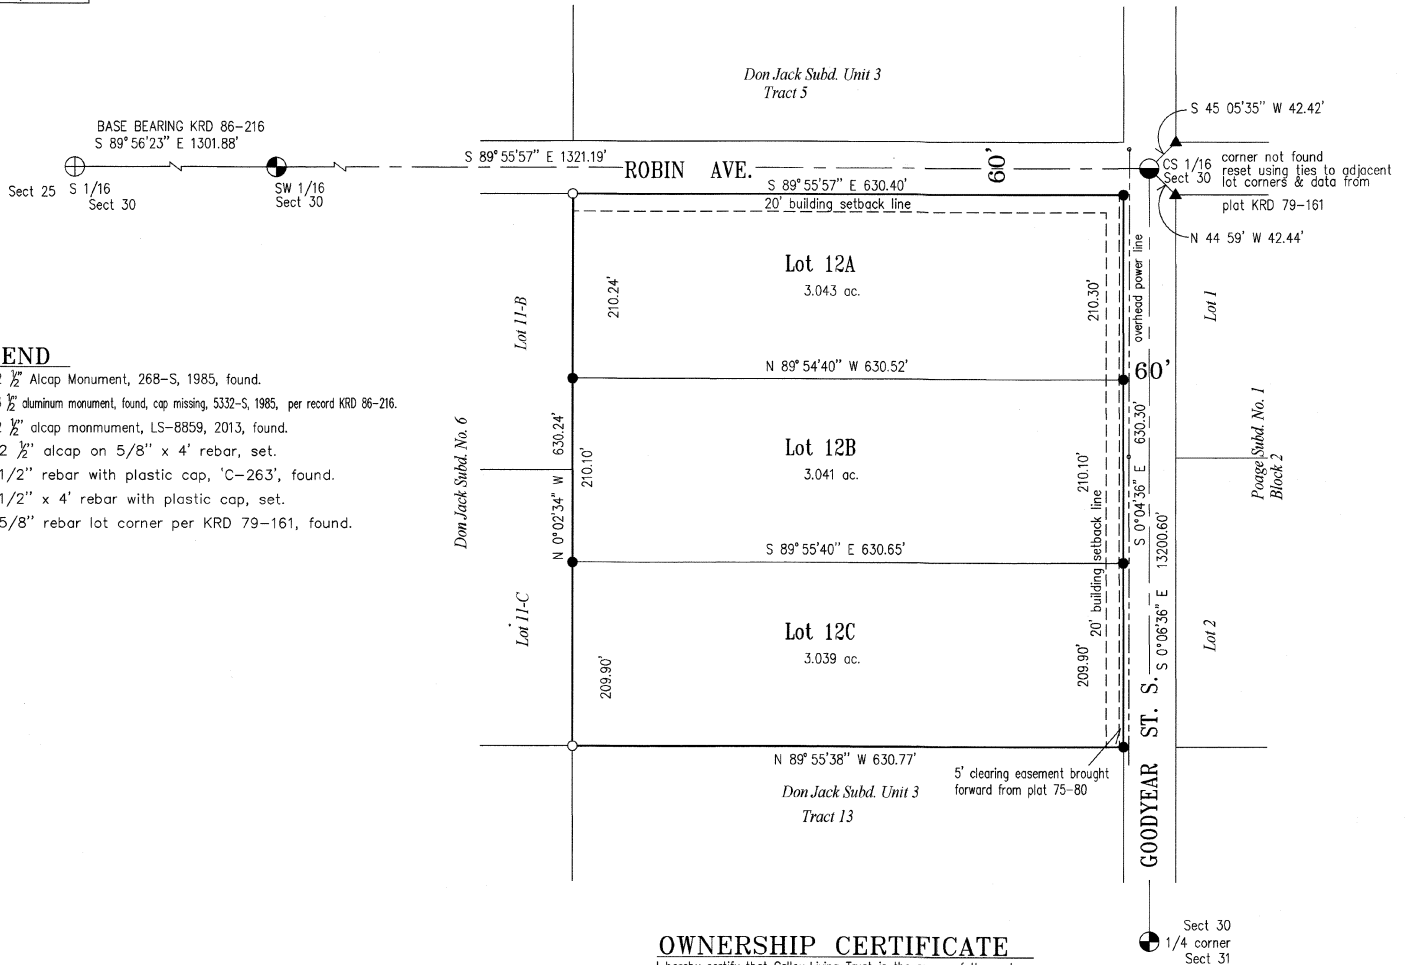 Don Jack Subd. Unit 3
Tract 5
BASE BEARING KRD 86-216
S 89°56'23" E 1301.88'
Sect 25
S 1/16
Sect 30
SW 1/16
Sect 30
S 89°55'57" E 1321.19'
ROBIN AVE.
60'
S 89°55'57" E 630.40'
20' building setback line
S 45 05'35" W 42.42'
CS 1/16
Sect 30
corner not found
reset using ties to adjacent
lot corners & data from
plat KRD 79-161
N 44 59' W 42.44'
Lot 12A
3.043 ac.
210.24'
210.30'
overhead power line
Lot 11-B
Lot 1
END
2 ½" Alcap Monument, 268-S, 1985, found.
½" aluminum monument, found, cap missing, 5332-S, 1985, per record KRD 86-216.
2 ½" alcap monmument, LS-8859, 2013, found.
2 ½" alcap on 5/8" x 4' rebar, set.
1/2" rebar with plastic cap, 'C-263', found.
1/2" x 4' rebar with plastic cap, set.
5/8" rebar lot corner per KRD 79-161, found.
N 89°54'40" W 630.52'
60'
Don Jack Subd. No. 6
N 0°02'34" W 630.24'
210.10'
Lot 12B
3.041 ac.
210.10'
20' building setback line
S 0°04'36" E 630.30'
Poage Subd. No. 1
Block 2
S 89°55'40" E 630.65'
S 0°06'36" E 13200.60'
Lot 11-C
Lot 12C
3.039 ac.
209.90'
209.90'
Lot 2
GOODYEAR ST. S.
N 89°55'38" W 630.77'
5' clearing easement brought
forward from plat 75-80
Don Jack Subd. Unit 3
Tract 13
Sect 30
1/4 corner
Sect 31
OWNERSHIP CERTIFICATE